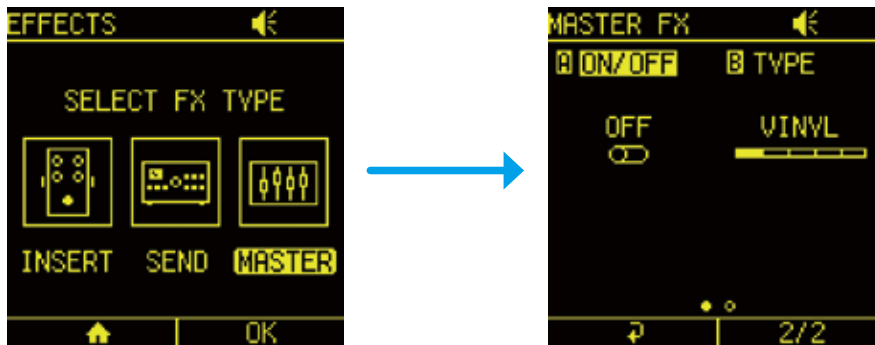 EFFECTS
SELECT FX TYPE
INSERT SEND MASTER
OK
MASTER FX
A ON/OFF B TYPE
OFF VINYL
2/2